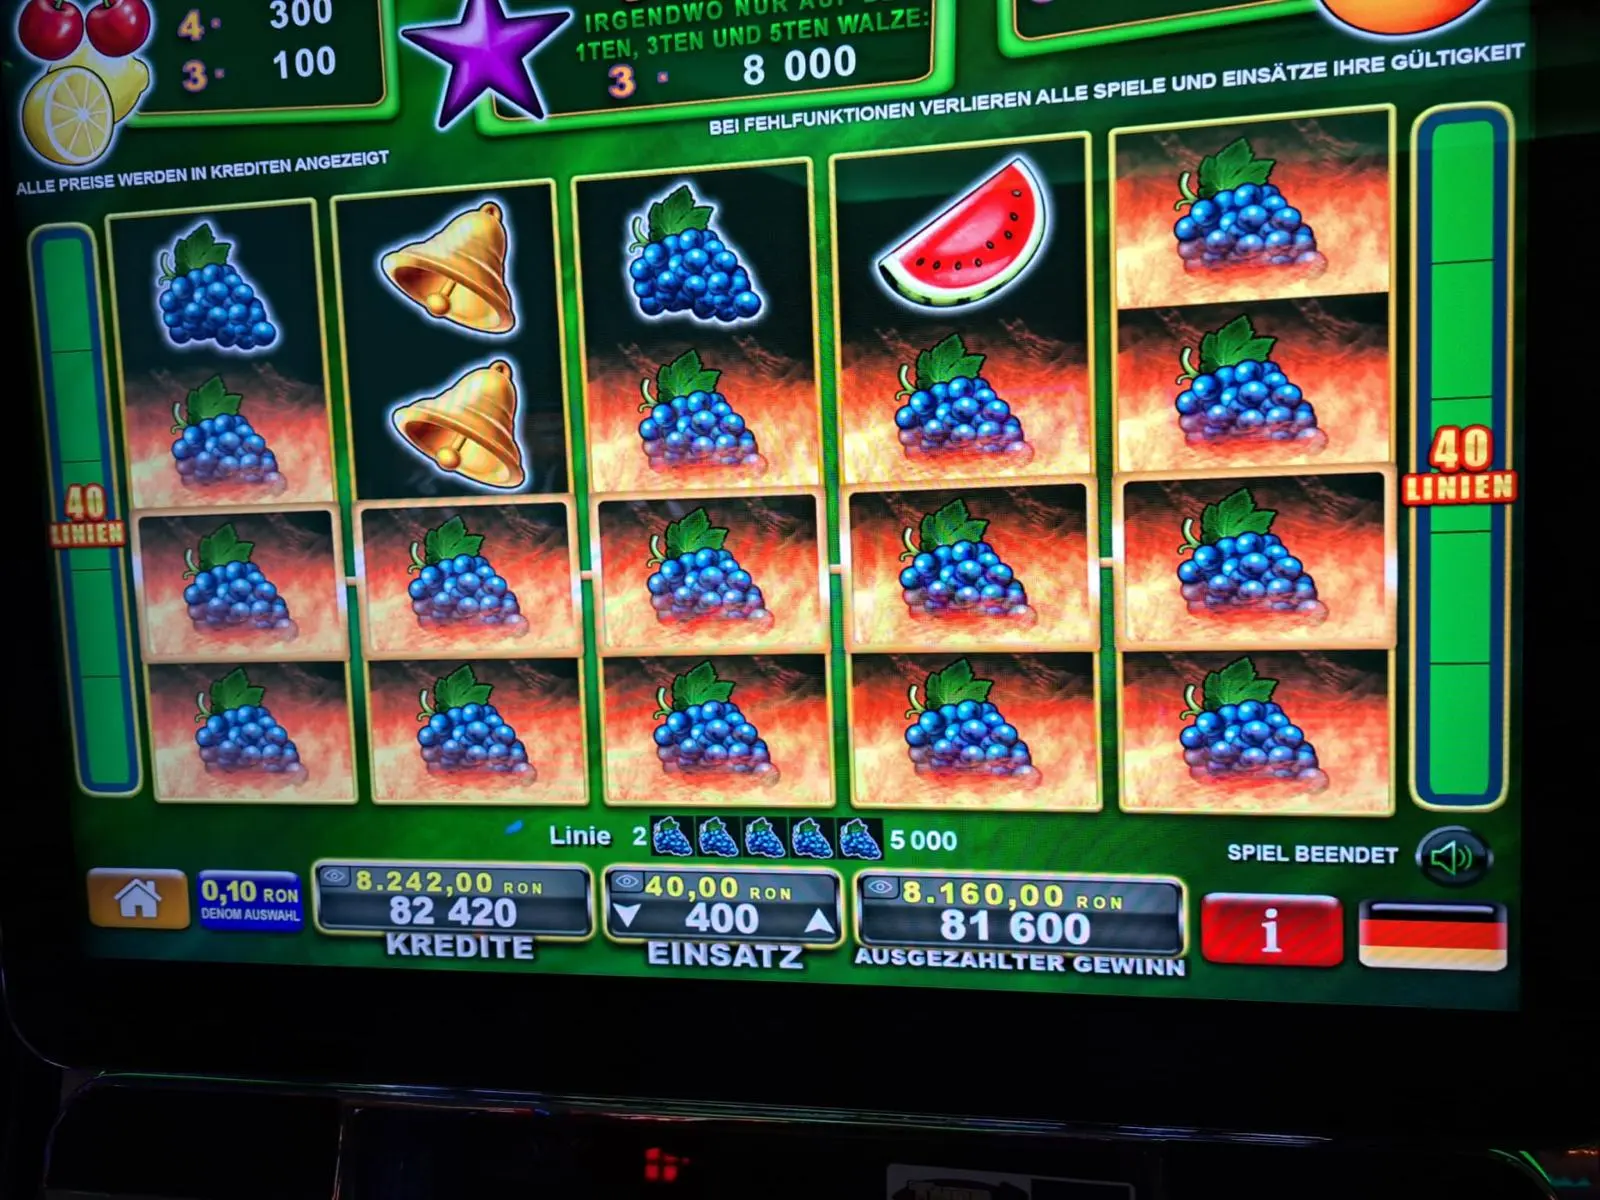 4· 300
3· 100
IRGENDWO NUR AUF
1TEN, 3TEN UND 5TEN WALZE:
3 · 8 000
BEI FEHLFUNKTIONEN VERLIEREN ALLE SPIELE UND EINSÄTZE IHRE GÜLTIGKEIT
ALLE PREISE WERDEN IN KREDITEN ANGEZEIGT
40
LINIEN
40
LINIEN
Linie 2 5 000
SPIEL BEENDET
0,10 RON
DENOM AUSWAHL
8.242,00 RON
82 420
KREDITE
40,00 RON
400
EINSATZ
8.160,00 RON
81 600
AUSGEZAHLTER GEWINN
i